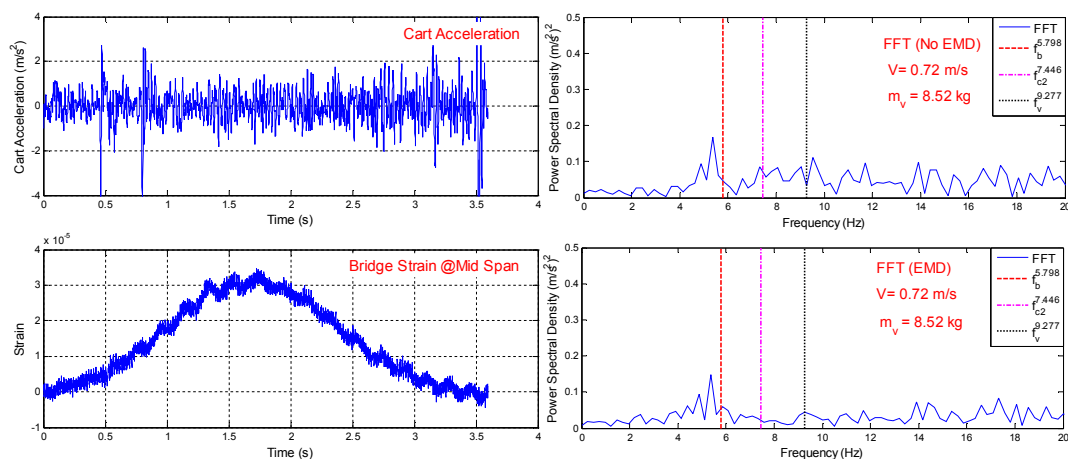 Cart Acceleration
Cart Acceleration (m/s²)
4
2
0
-2
-4
0 0.5 1 1.5 2 2.5 3 3.5 4
Time (s)
Power Spectral Density (m/s²)²
0.5
0.4
0.3
0.2
0.1
0
0 2 4 6 8 10 12 14 16 18 20
Frequency (Hz)
FFT (No EMD)
V= 0.72 m/s
m_v = 8.52 kg
FFT
f_b^5.798
f_c2^7.446
f_v^9.277
x 10^-5
Bridge Strain @Mid Span
Strain
4
3
2
1
0
-1
0 0.5 1 1.5 2 2.5 3 3.5 4
Time (s)
Power Spectral Density (m/s²)²
0.5
0.4
0.3
0.2
0.1
0
0 2 4 6 8 10 12 14 16 18 20
Frequency (Hz)
FFT (EMD)
V= 0.72 m/s
m_v = 8.52 kg
FFT
f_b^5.798
f_c2^7.446
f_v^9.277